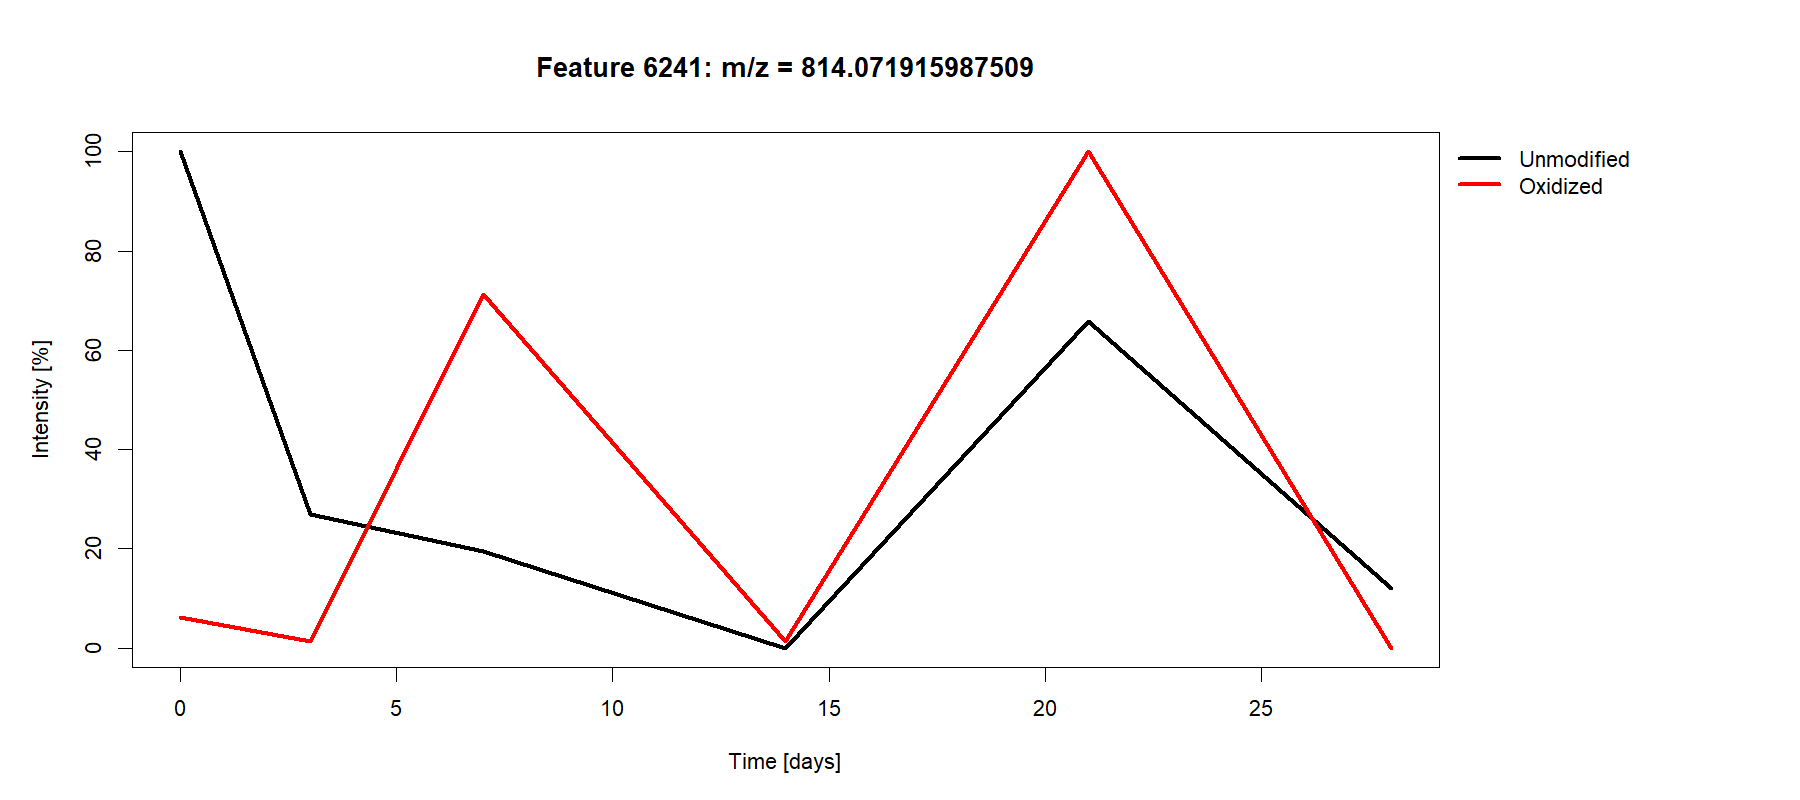 Feature 6241: m/z = 814.071915987509
Unmodified
Oxidized
100
80
60
40
20
0
Intensity [%]
0 5 10 15 20 25
Time [days]